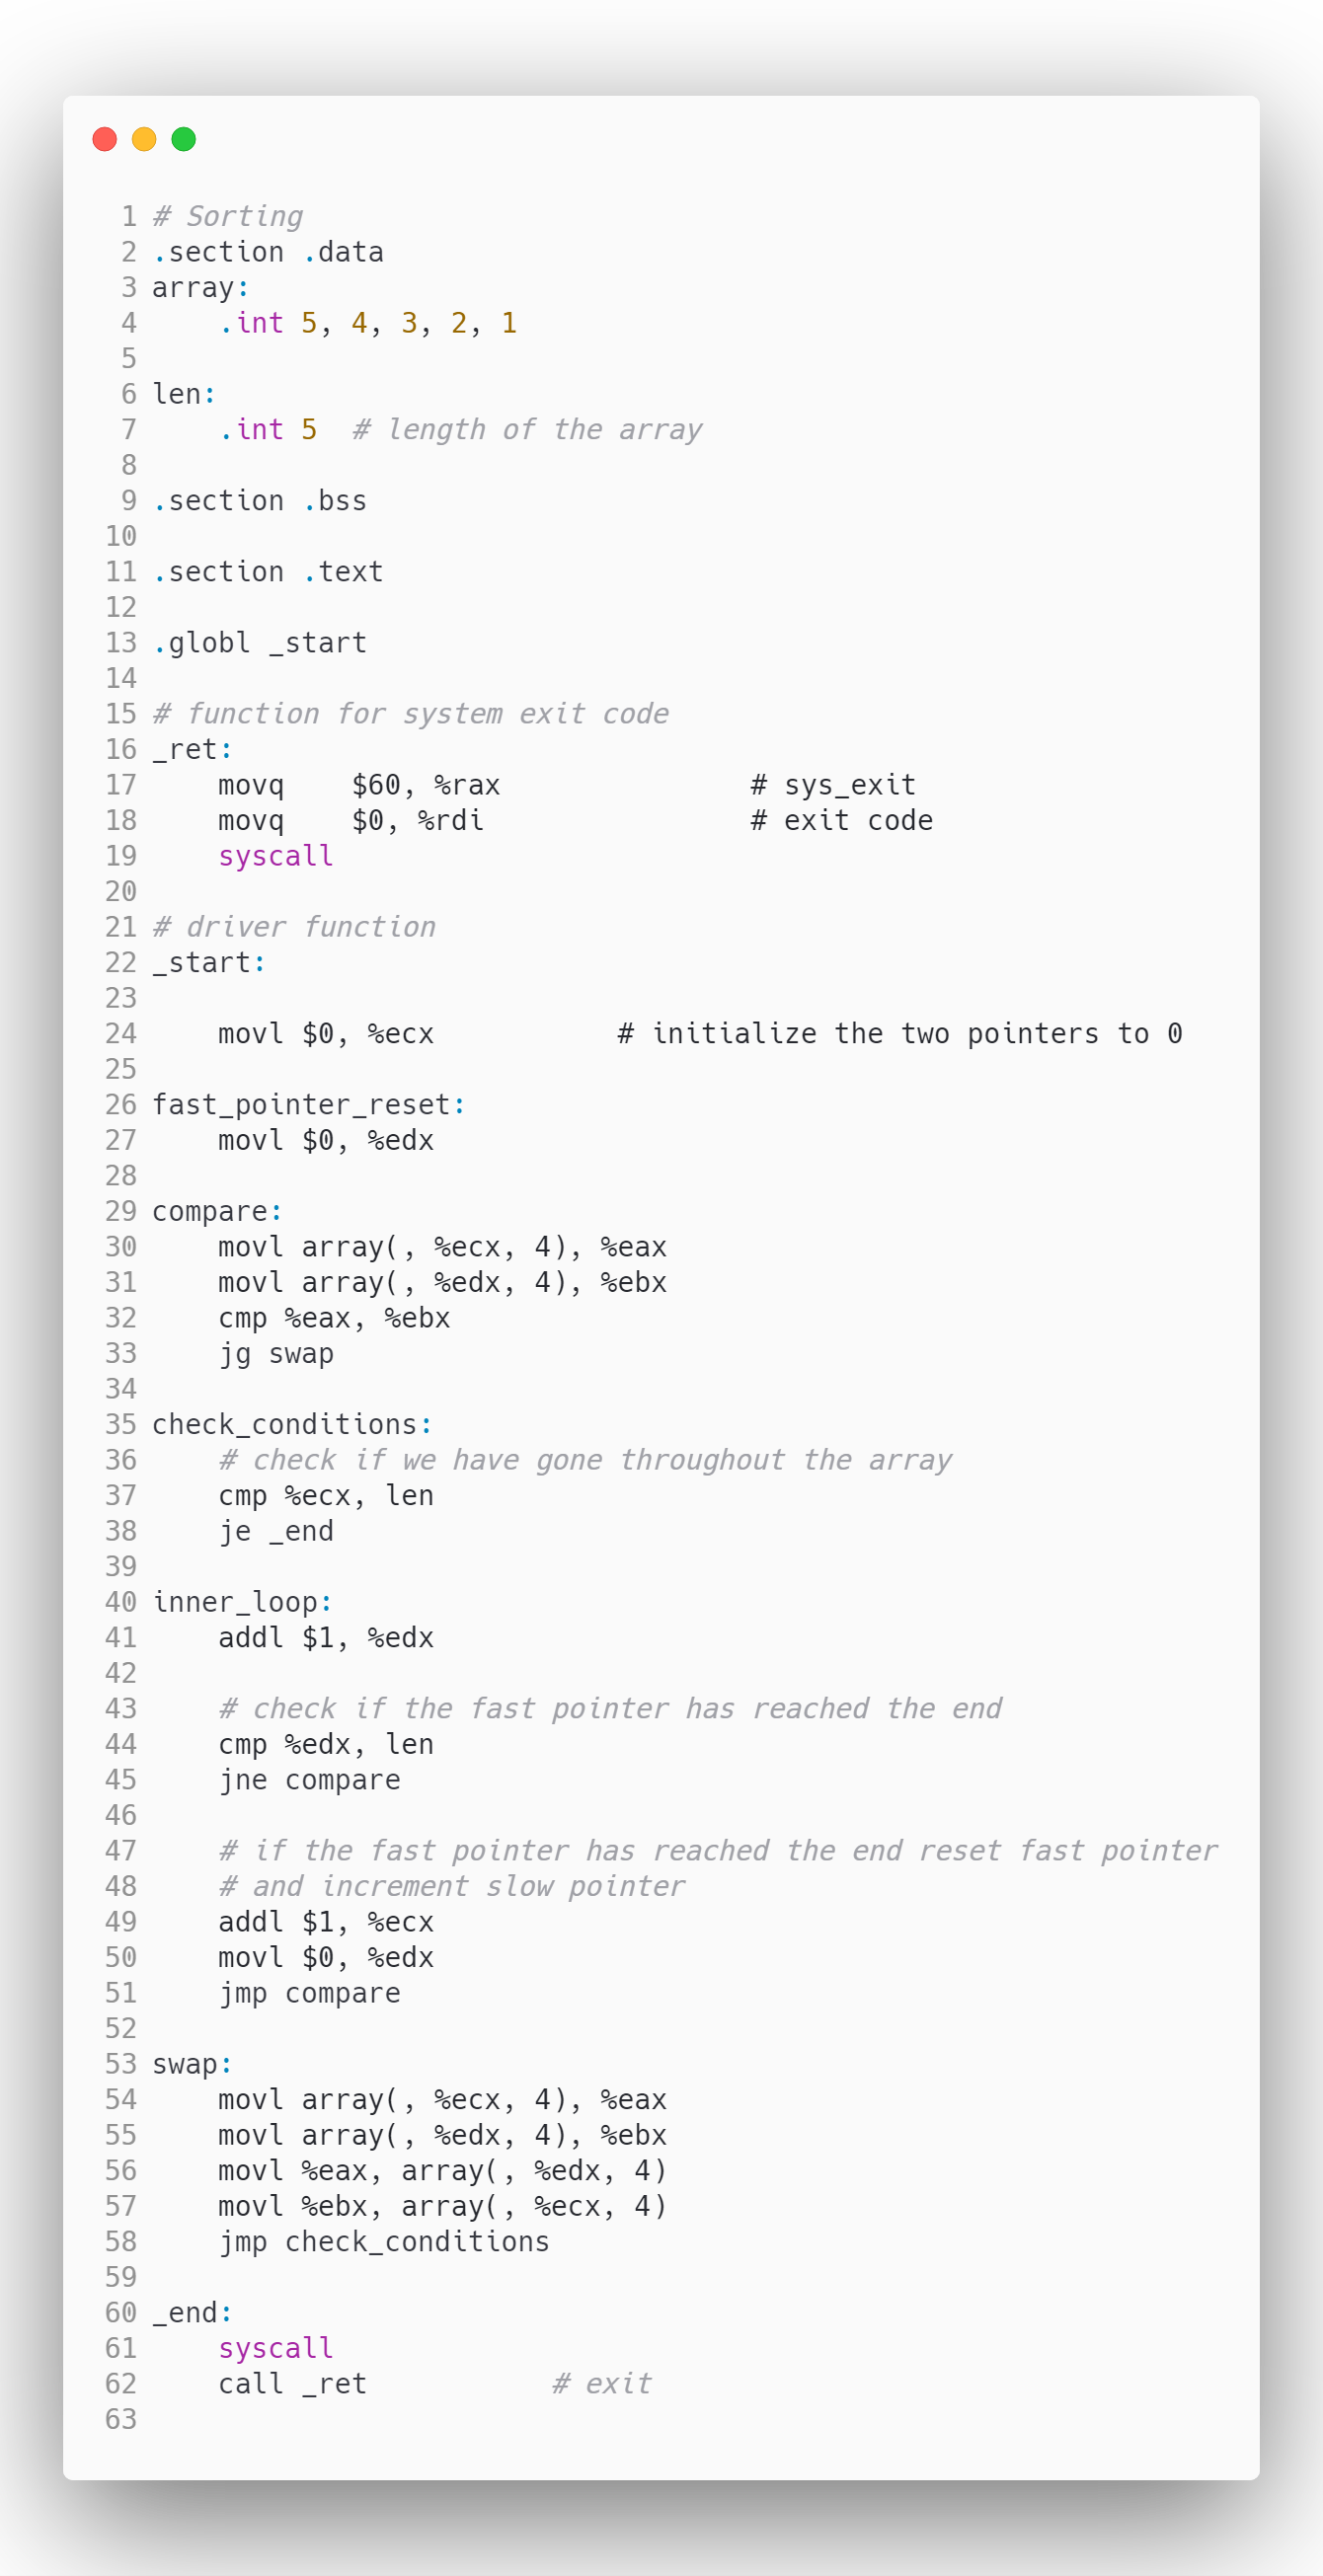 1 # Sorting
2 .section .data
3 array:
4     .int 5, 4, 3, 2, 1
5
6 len:
7     .int 5  # length of the array
8
9 .section .bss
10
11 .section .text
12
13 .globl _start
14
15 # function for system exit code
16 _ret:
17     movq    $60, %rax               # sys_exit
18     movq    $0, %rdi                # exit code
19     syscall
20
21 # driver function
22 _start:
23
24     movl $0, %ecx           # initialize the two pointers to 0
25
26 fast_pointer_reset:
27     movl $0, %edx
28
29 compare:
30     movl array(, %ecx, 4), %eax
31     movl array(, %edx, 4), %ebx
32     cmp %eax, %ebx
33     jg swap
34
35 check_conditions:
36     # check if we have gone throughout the array
37     cmp %ecx, len
38     je _end
39
40 inner_loop:
41     addl $1, %edx
42
43     # check if the fast pointer has reached the end
44     cmp %edx, len
45     jne compare
46
47     # if the fast pointer has reached the end reset fast pointer
48     # and increment slow pointer
49     addl $1, %ecx
50     movl $0, %edx
51     jmp compare
52
53 swap:
54     movl array(, %ecx, 4), %eax
55     movl array(, %edx, 4), %ebx
56     movl %eax, array(, %edx, 4)
57     movl %ebx, array(, %ecx, 4)
58     jmp check_conditions
59
60 _end:
61     syscall
62     call _ret           # exit
63